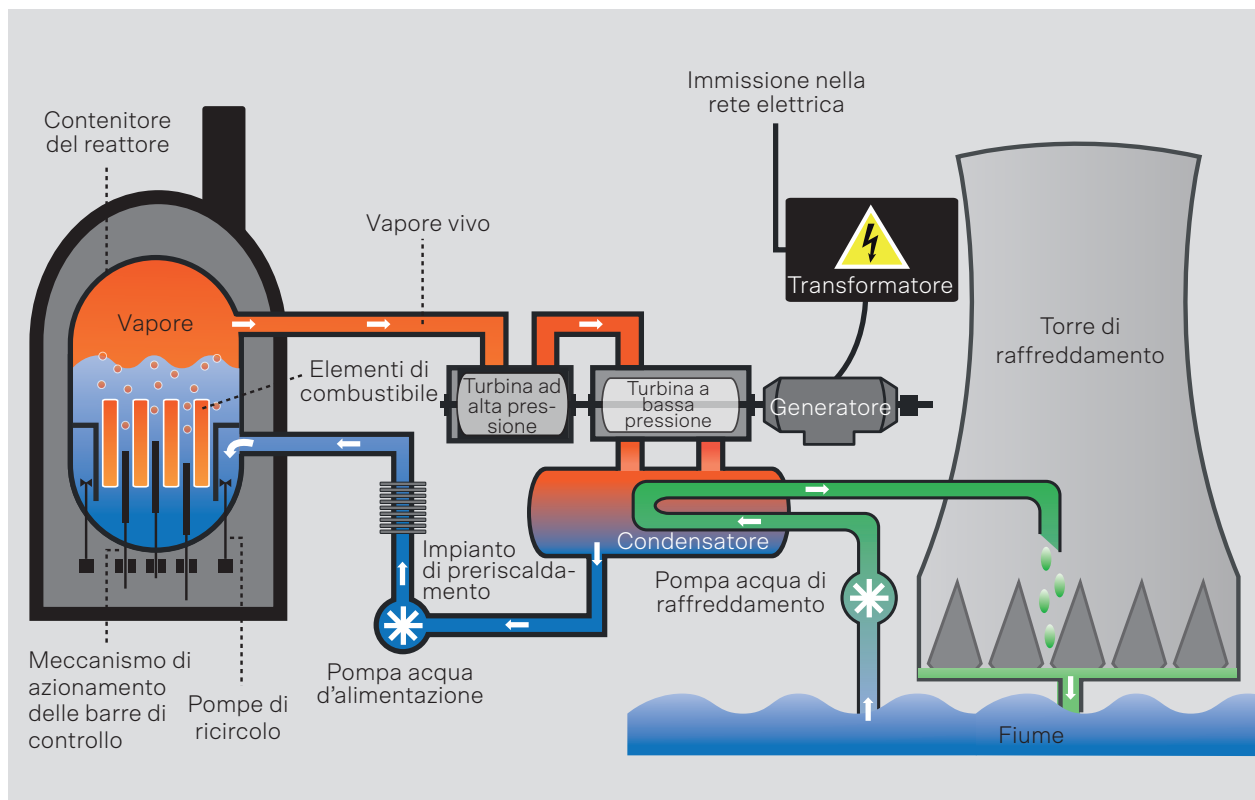 Immissione nella
rete elettrica
Contenitore
del reattore
Vapore vivo
Transformatore
Vapore
Torre di
raffreddamento
Elementi di
combustibile
Turbina ad
alta pres-
sione
Turbina a
bassa
pressione
Generatore
Condensatore
Impianto
di preriscalda-
mento
Pompa acqua di
raffreddamento
Meccanismo di
azionamento
delle barre di
controllo
Pompe di
ricircolo
Pompa acqua
d'alimentazione
Fiume